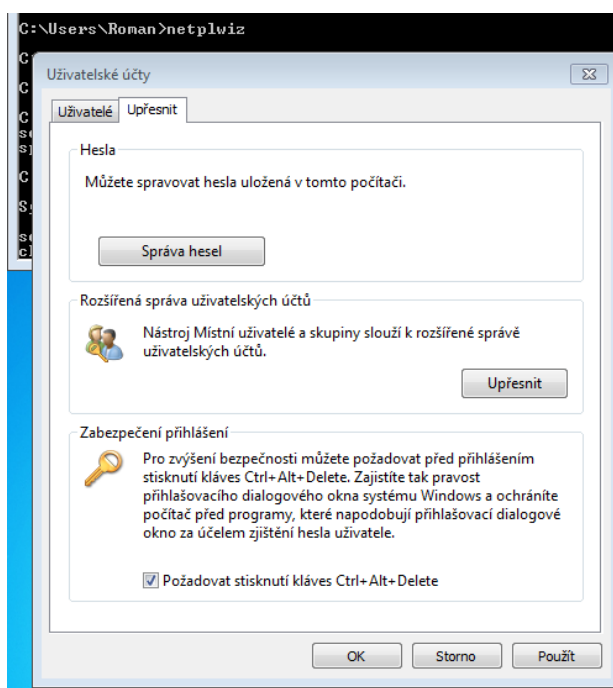 C:\Users\Roman>netplwiz
Uživatelské účty
Uživatelé Upřesnit
Hesla
Můžete spravovat hesla uložená v tomto počítači.
Správa hesel
Rozšířená správa uživatelských účtů
Nástroj Místní uživatelé a skupiny slouží k rozšířené správě
uživatelských účtů.
Upřesnit
Zabezpečení přihlášení
Pro zvýšení bezpečnosti můžete požadovat před přihlášením
stisknutí kláves Ctrl+Alt+Delete. Zajistíte tak pravost
přihlašovacího dialogového okna systému Windows a ochráníte
počítač před programy, které napodobují přihlašovací dialogové
okno za účelem zjištění hesla uživatele.
Požadovat stisknutí kláves Ctrl+Alt+Delete
OK Storno Použít